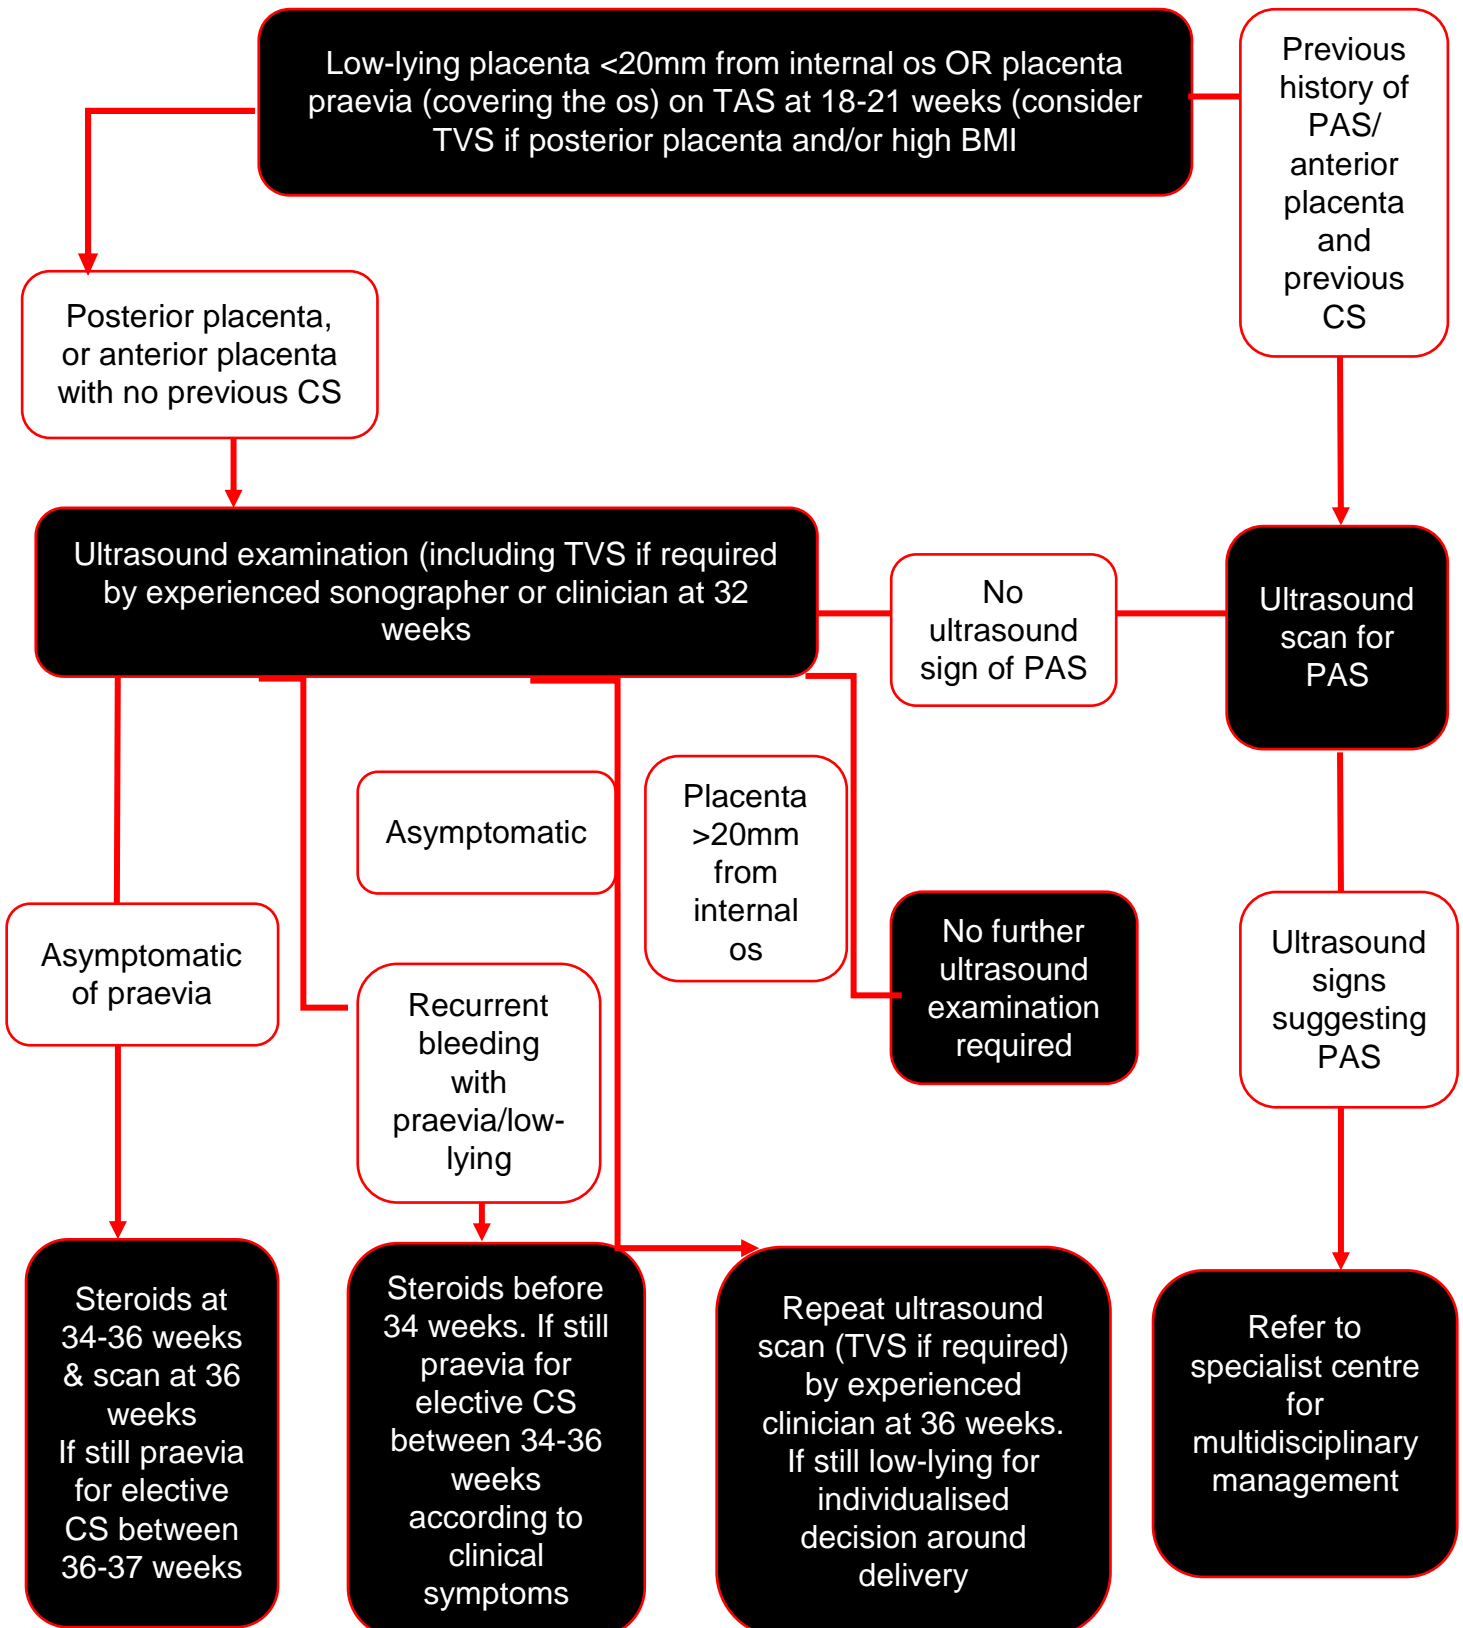 Low-lying placenta <20mm from internal os OR placenta
praevia (covering the os) on TAS at 18-21 weeks (consider
TVS if posterior placenta and/or high BMI
Previous
history of
PAS/
anterior
placenta
and
previous
CS
Posterior placenta,
or anterior placenta
with no previous CS
Ultrasound examination (including TVS if required
by experienced sonographer or clinician at 32
weeks
No
ultrasound
sign of PAS
Ultrasound
scan for
PAS
Asymptomatic
Placenta
>20mm
from
internal
os
Asymptomatic
of praevia
Recurrent
bleeding
with
praevia/low-
lying
No further
ultrasound
examination
required
Ultrasound
signs
suggesting
PAS
Steroids at
34-36 weeks
& scan at 36
weeks
If still praevia
for elective
CS between
36-37 weeks
Steroids before
34 weeks. If still
praevia for
elective CS
between 34-36
weeks
according to
clinical
symptoms
Repeat ultrasound
scan (TVS if required)
by experienced
clinician at 36 weeks.
If still low-lying for
individualised
decision around
delivery
Refer to
specialist centre
for
multidisciplinary
management